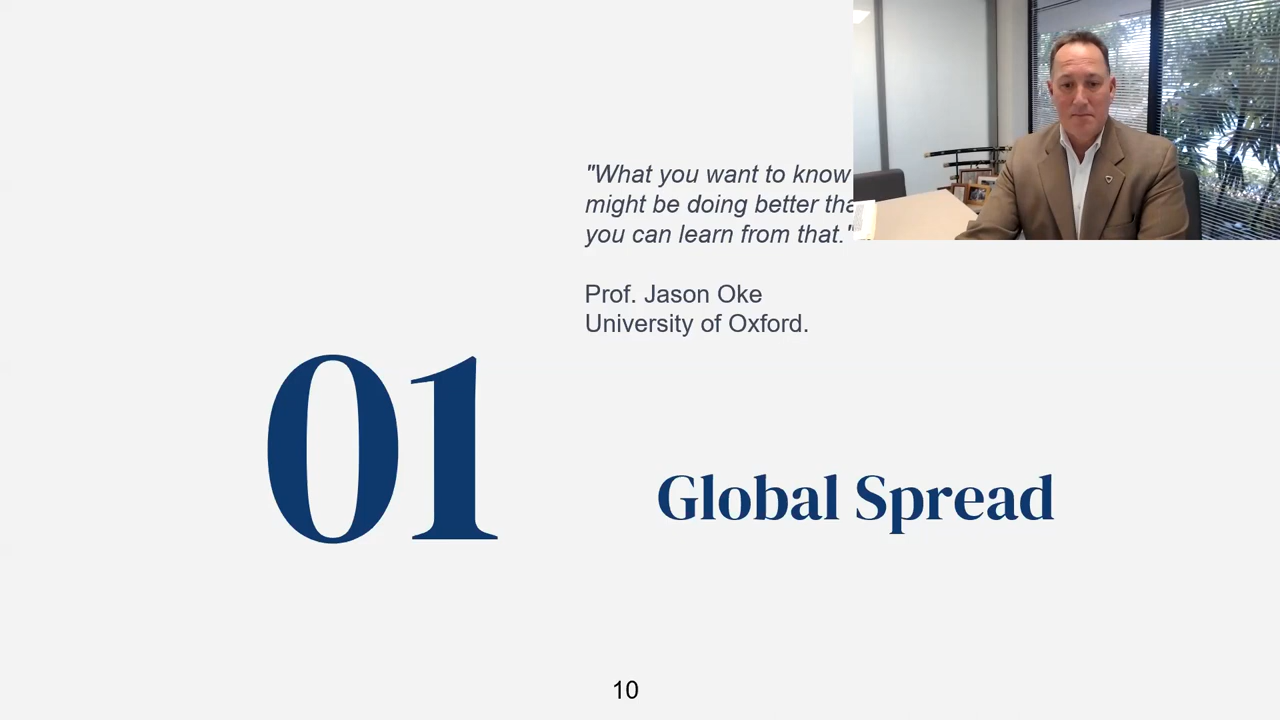 "What you want to know
might be doing better
you can learn from that."
Prof. Jason Oke
University of Oxford.
01
Global Spread
10